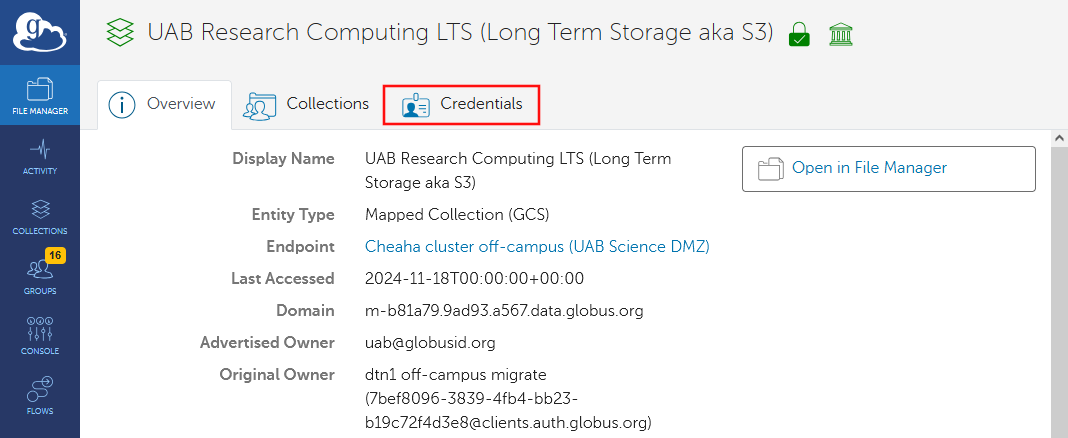 g
UAB Research Computing LTS (Long Term Storage aka S3)
FILE MANAGER
ACTIVITY
COLLECTIONS
16
GROUPS
CONSOLE
FLOWS
Overview
Collections
Credentials
Display Name UAB Research Computing LTS (Long Term
Storage aka S3)
Entity Type Mapped Collection (GCS)
Endpoint Cheaha cluster off-campus (UAB Science DMZ)
Last Accessed 2024-11-18T00:00:00+00:00
Domain m-b81a79.9ad93.a567.data.globus.org
Advertised Owner uab@globusid.org
Original Owner dtn1 off-campus migrate
(7bef8096-3839-4fb4-bb23-
b19c72f4d3e8@clients.auth.globus.org)
Open in File Manager